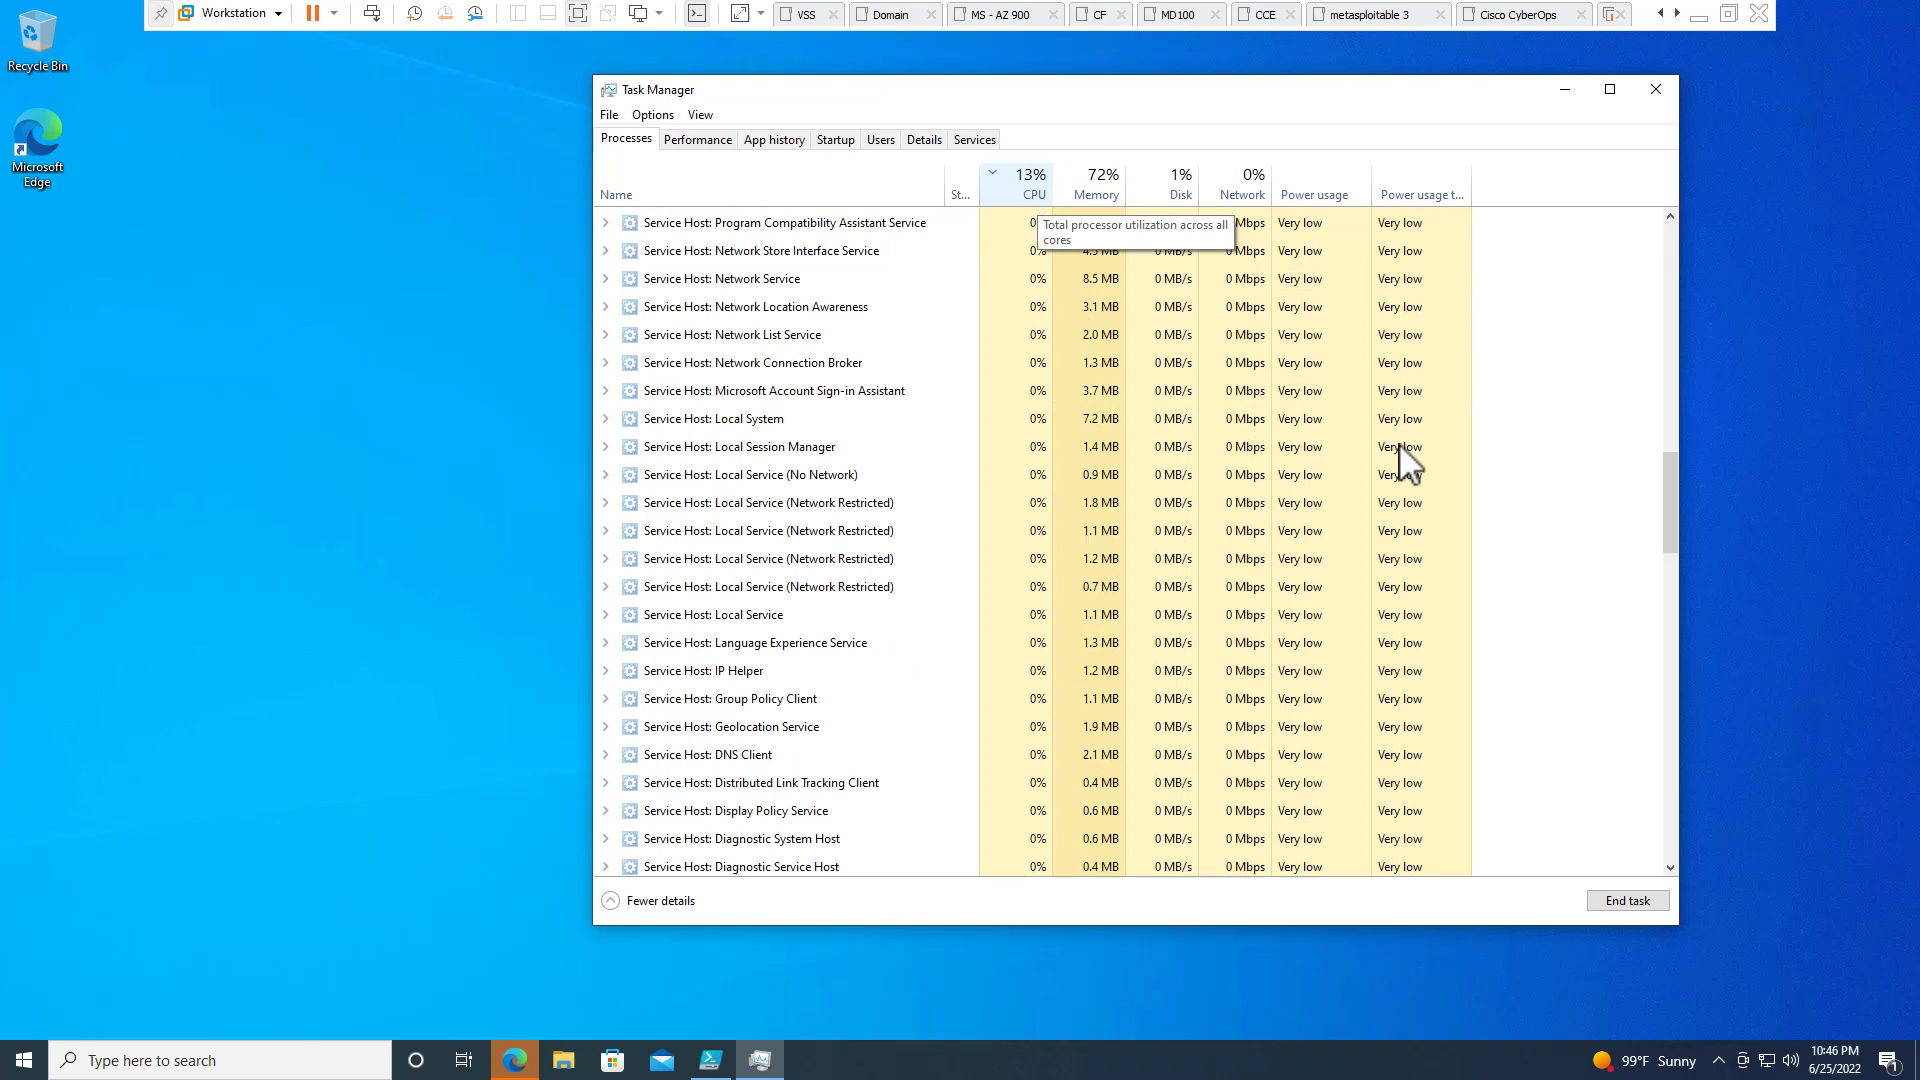 Workstation
VSS
Domain
MS - AZ 900
CF
MD100
CCE
metasploitable 3
Cisco CyberOps
Recycle Bin
Microsoft
Edge
Task Manager
File Options View
Processes Performance App history Startup Users Details Services
13% 72% 1% 0%
Name St... CPU Memory Disk Network Power usage Power usage t...
Total processor utilization across all
cores
Service Host: Program Compatibility Assistant Service Mbps Very low Very low
Service Host: Network Store Interface Service 0% 4.5 MB 0 MB/s 0 Mbps Very low Very low
Service Host: Network Service 0% 8.5 MB 0 MB/s 0 Mbps Very low Very low
Service Host: Network Location Awareness 0% 3.1 MB 0 MB/s 0 Mbps Very low Very low
Service Host: Network List Service 0% 2.0 MB 0 MB/s 0 Mbps Very low Very low
Service Host: Network Connection Broker 0% 1.3 MB 0 MB/s 0 Mbps Very low Very low
Service Host: Microsoft Account Sign-in Assistant 0% 3.7 MB 0 MB/s 0 Mbps Very low Very low
Service Host: Local System 0% 7.2 MB 0 MB/s 0 Mbps Very low Very low
Service Host: Local Session Manager 0% 1.4 MB 0 MB/s 0 Mbps Very low Very low
Service Host: Local Service (No Network) 0% 0.9 MB 0 MB/s 0 Mbps Very low Very low
Service Host: Local Service (Network Restricted) 0% 1.8 MB 0 MB/s 0 Mbps Very low Very low
Service Host: Local Service (Network Restricted) 0% 1.1 MB 0 MB/s 0 Mbps Very low Very low
Service Host: Local Service (Network Restricted) 0% 1.2 MB 0 MB/s 0 Mbps Very low Very low
Service Host: Local Service (Network Restricted) 0% 0.7 MB 0 MB/s 0 Mbps Very low Very low
Service Host: Local Service 0% 1.1 MB 0 MB/s 0 Mbps Very low Very low
Service Host: Language Experience Service 0% 1.3 MB 0 MB/s 0 Mbps Very low Very low
Service Host: IP Helper 0% 1.2 MB 0 MB/s 0 Mbps Very low Very low
Service Host: Group Policy Client 0% 1.1 MB 0 MB/s 0 Mbps Very low Very low
Service Host: Geolocation Service 0% 1.9 MB 0 MB/s 0 Mbps Very low Very low
Service Host: DNS Client 0% 2.1 MB 0 MB/s 0 Mbps Very low Very low
Service Host: Distributed Link Tracking Client 0% 0.4 MB 0 MB/s 0 Mbps Very low Very low
Service Host: Display Policy Service 0% 0.6 MB 0 MB/s 0 Mbps Very low Very low
Service Host: Diagnostic System Host 0% 0.6 MB 0 MB/s 0 Mbps Very low Very low
Service Host: Diagnostic Service Host 0% 0.4 MB 0 MB/s 0 Mbps Very low Very low
Fewer details End task
Type here to search
99°F Sunny
10:46 PM
6/25/2022
1